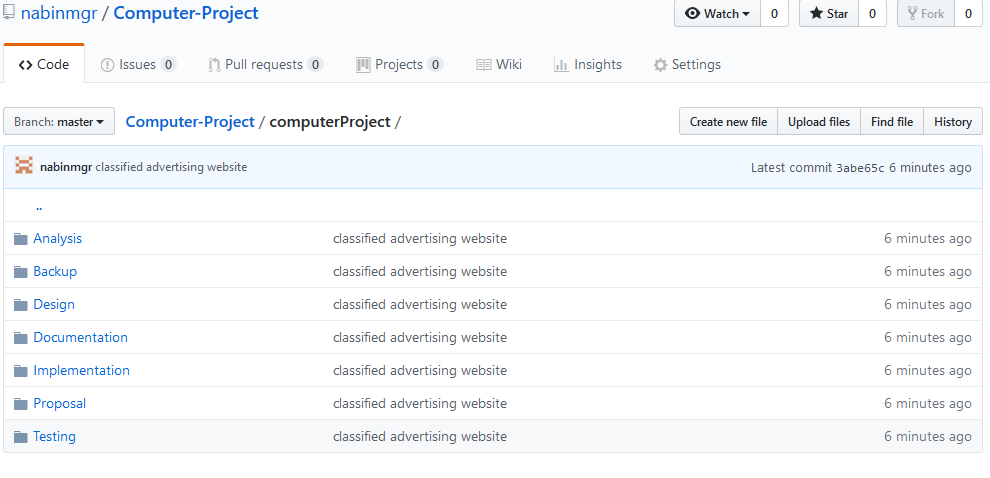 nabinmgr / Computer-Project Watch 0 Star 0 Fork 0
Code Issues 0 Pull requests 0 Projects 0 Wiki Insights Settings
Branch: master Computer-Project / computerProject / Create new file Upload files Find file History
nabinmgr classified advertising website Latest commit 3abe65c 6 minutes ago
..
Analysis classified advertising website 6 minutes ago
Backup classified advertising website 6 minutes ago
Design classified advertising website 6 minutes ago
Documentation classified advertising website 6 minutes ago
Implementation classified advertising website 6 minutes ago
Proposal classified advertising website 6 minutes ago
Testing classified advertising website 6 minutes ago